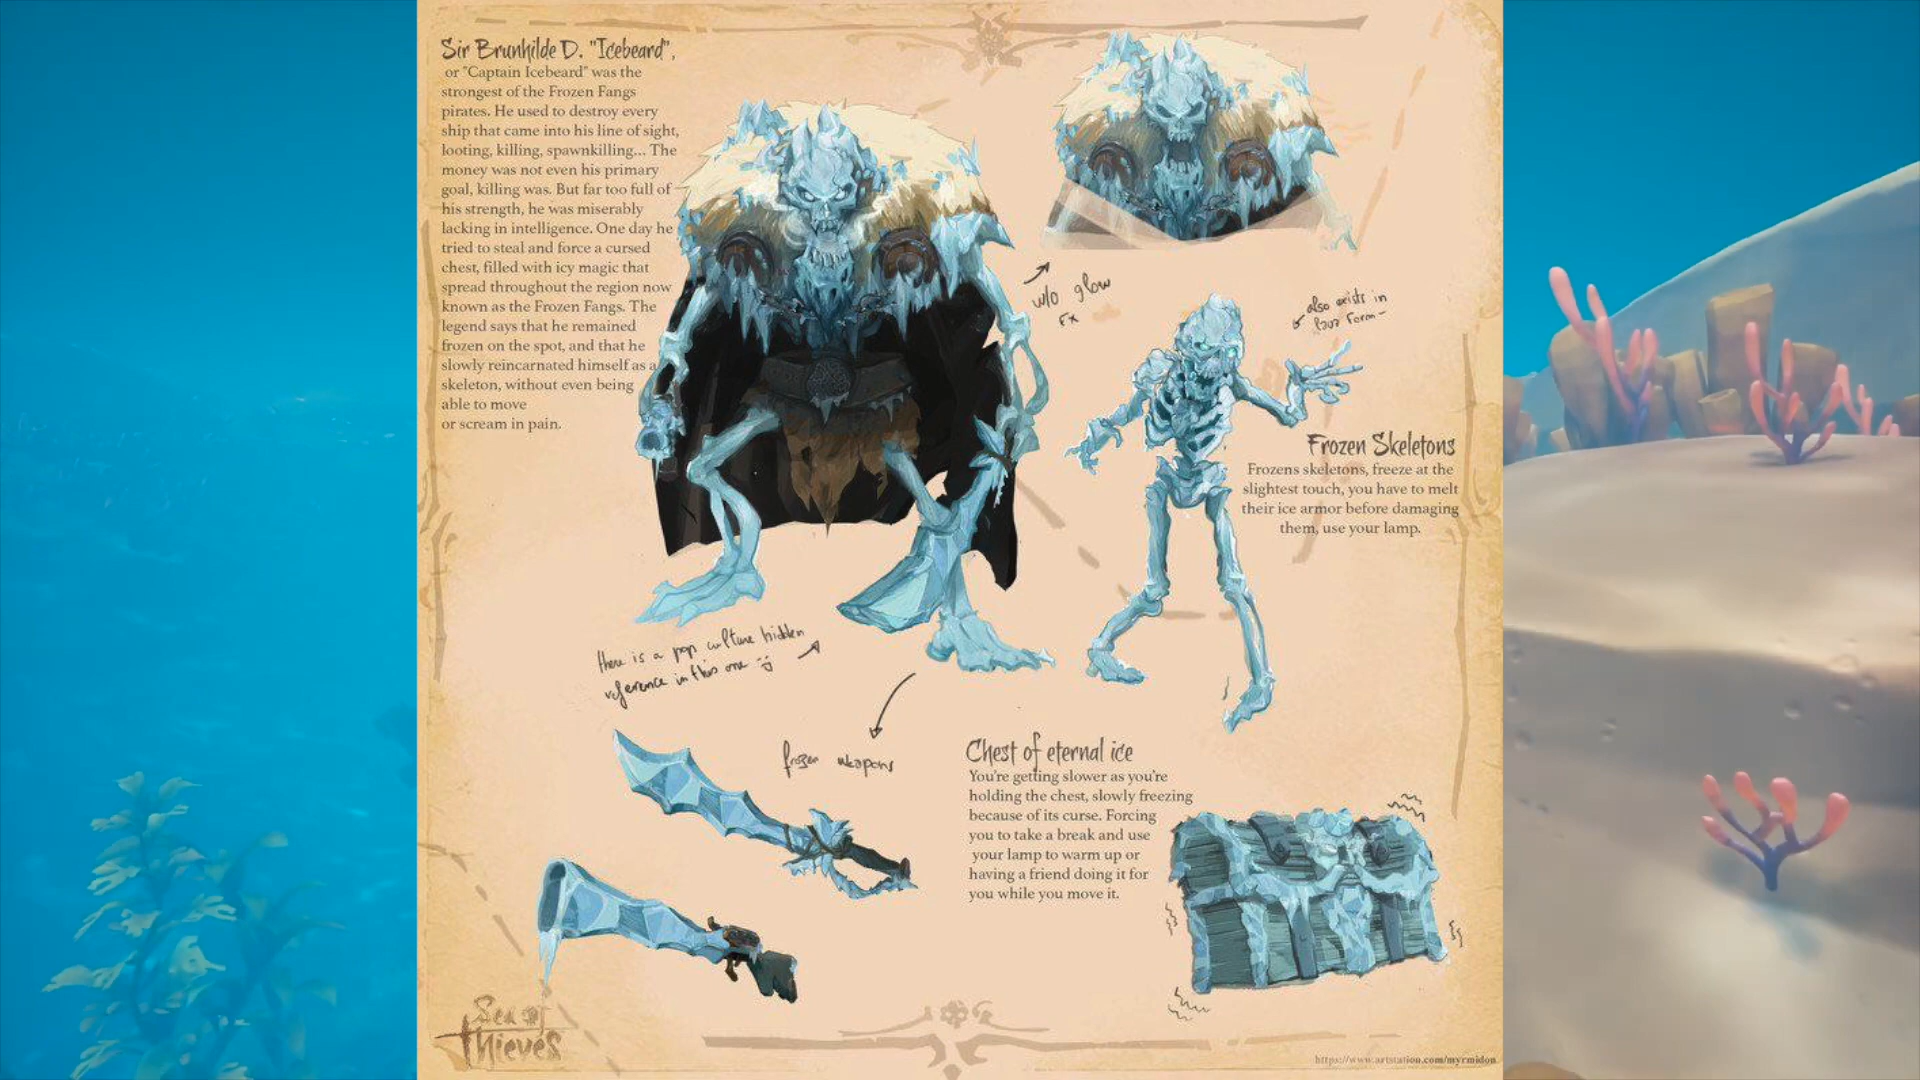 Sir Brunhilde D. "Icebeard",
or "Captain Icebeard" was the
strongest of the Frozen Fangs
pirates. He used to destroy every
ship that came into his line of sight,
looting, killing, spawnkilling... The
money was not even his primary
goal, killing was. But far too full of
his strength, he was miserably
lacking in intelligence. One day he
tried to steal and force a cursed
chest, filled with icy magic that
spread throughout the region now
known as the Frozen Fangs. The
legend says that he remained
frozen on the spot, and that he
slowly reincarnated himself as a
skeleton, without even being
able to move
or scream in pain.
w/o glow
Fx
also exists in
form
Frozen Skeletons
Frozens skeletons, freeze at the
slightest touch, you have to melt
their ice armor before damaging
them, use your lamp.
there is a pop culture hidden
reference in this one
frozen weapons
Chest of eternal ice
You're getting slower as you're
holding the chest, slowly freezing
because of its curse. Forcing
you to take a break and use
your lamp to warm up or
having a friend doing it for
you while you move it.
Sea of
Thieves
https://www.artstation.com/myrmidon